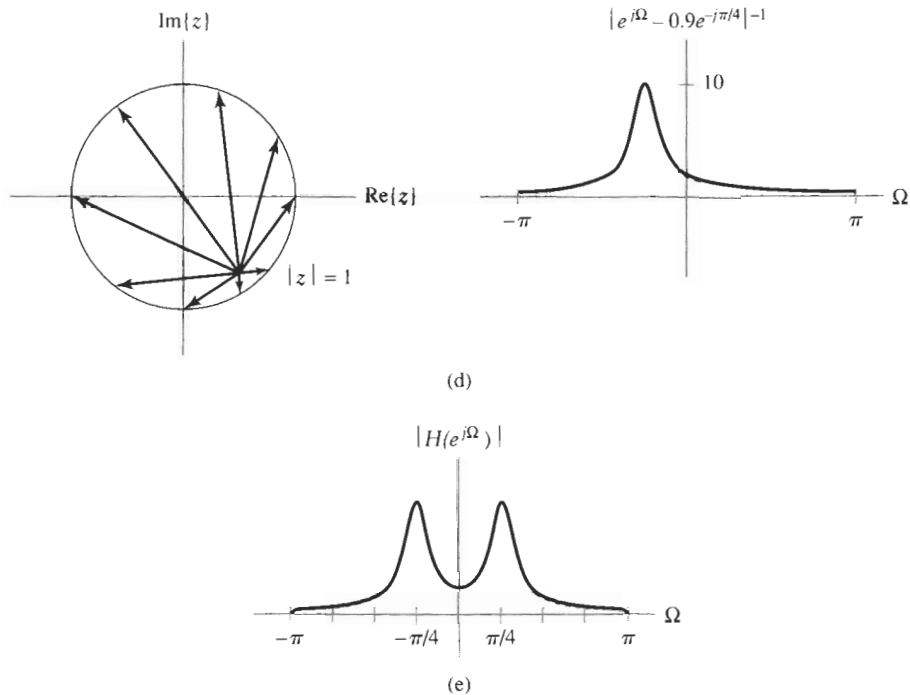 Im{z}
|e^{jΩ} – 0.9e^{-jπ/4}|^{-1}
10
Re{z}
Ω
–π
π
|z| = 1
(d)
|H(e^{jΩ})|
Ω
–π
–π/4
π/4
π
(e)